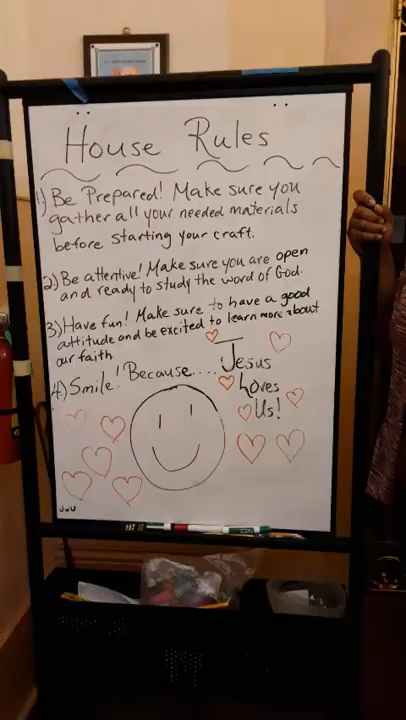 House Rules
1.) Be Prepared! Make sure you
gather all your needed materials
before starting your craft.
2.) Be attentive! Make sure you are open
and ready to study the word of God.
3.) Have fun! Make sure to have a good
attitude and be excited to learn more about
our faith.
4.) Smile! Because.... Jesus
Loves
Us!